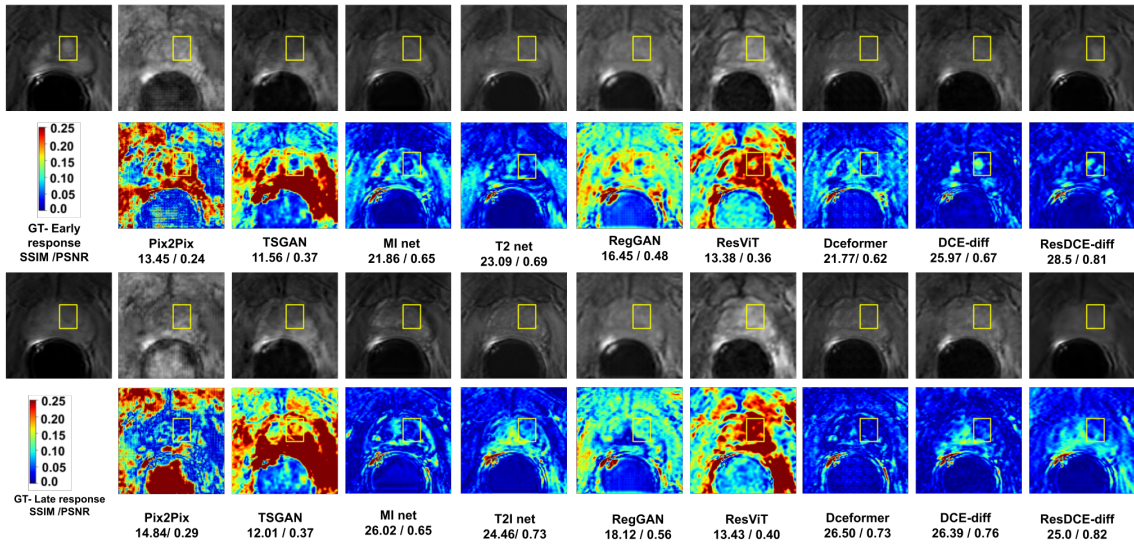 0.25
0.20
0.15
0.10
0.05
0.0
GT- Early
response
SSIM /PSNR
Pix2Pix
13.45 / 0.24
TSGAN
11.56 / 0.37
MI net
21.86 / 0.65
T2 net
23.09 / 0.69
RegGAN
16.45 / 0.48
ResViT
13.38 / 0.36
Dceformer
21.77/ 0.62
DCE-diff
25.97 / 0.67
ResDCE-diff
28.5 / 0.81
0.25
0.20
0.15
0.10
0.05
0.0
GT- Late response
SSIM /PSNR
Pix2Pix
14.84/ 0.29
TSGAN
12.01 / 0.37
MI net
26.02 / 0.65
T2I net
24.46/ 0.73
RegGAN
18.12 / 0.56
ResViT
13.43 / 0.40
Dceformer
26.50 / 0.73
DCE-diff
26.39 / 0.76
ResDCE-diff
25.0 / 0.82